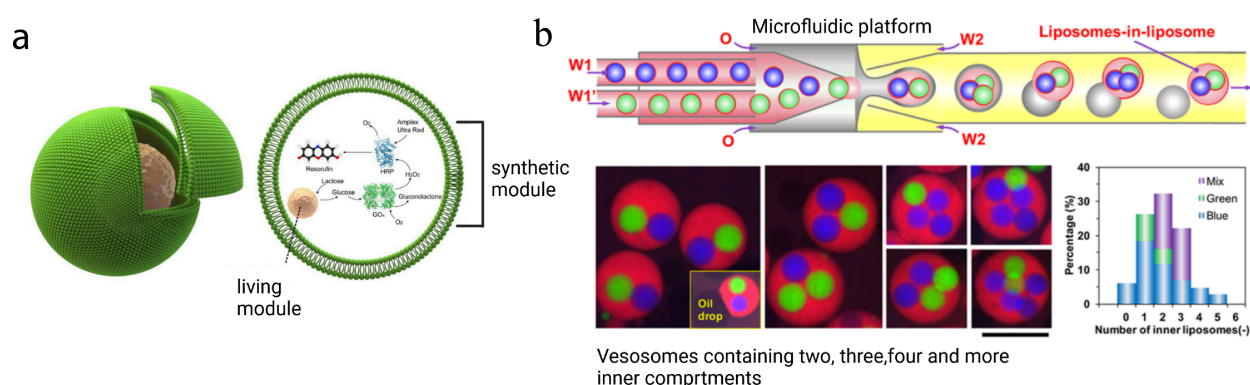 a
O₂
Amplex
Ultra Red
Resorufin
HRP
Lactose
Glucose
H₂O₂
Gluconolactone
GOₓ
O₂
synthetic
module
living
module
b
Microfluidic platform
O
W2
Liposomes-in-liposome
W1
W1'
O
W2
Oil
drop
Vesosomes containing two, three,four and more
inner comprtments
Percentage (%)
40
30
20
10
0
Mix
Green
Blue
0 1 2 3 4 5 6
Number of inner liposomes(-)